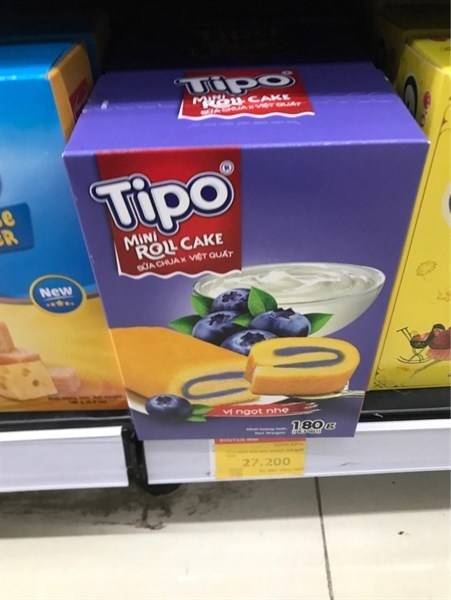 Tipo
MINI
ROLL CAKE
SỮA CHUA x VIỆT QUẤT
Tipo ®
MINI
ROLL CAKE
SỮA CHUA x VIỆT QUẤT
New
vị ngọt nhẹ
180 G
27.200